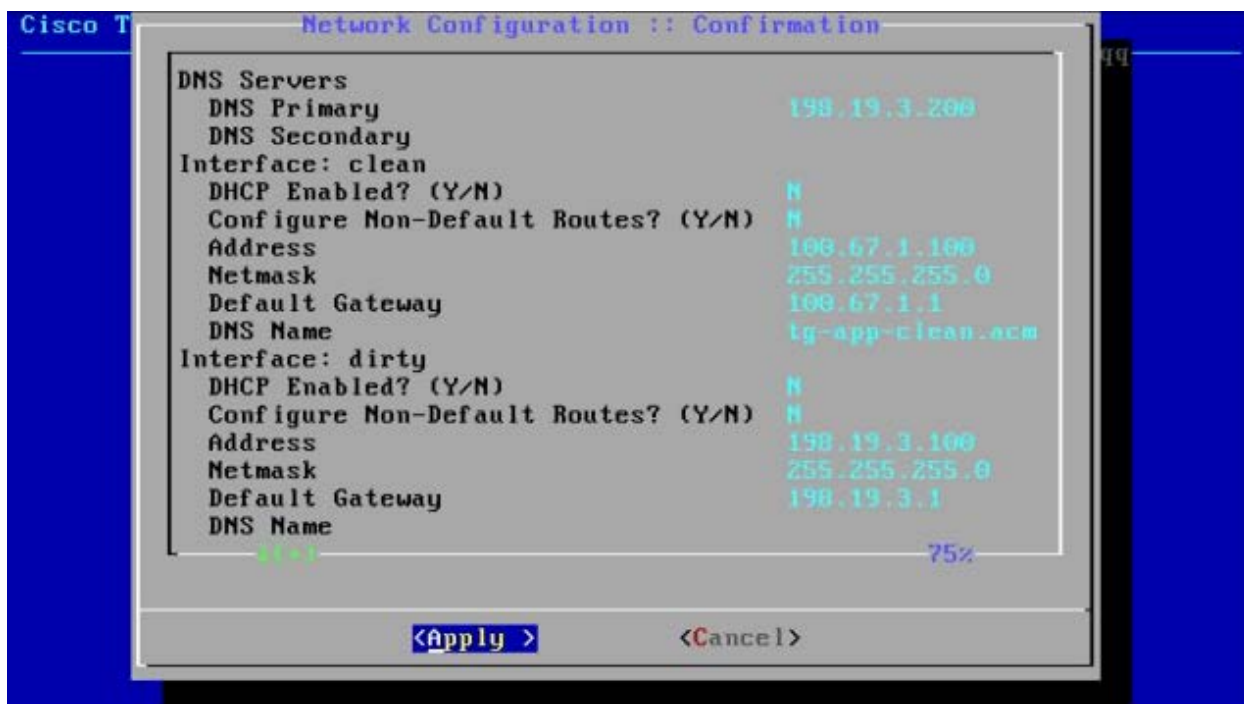 Cisco T
Network Configuration :: Confirmation
qq
DNS Servers
DNS Primary 198.19.3.200
DNS Secondary
Interface: clean
DHCP Enabled? (Y/N) N
Configure Non-Default Routes? (Y/N) N
Address 100.67.1.100
Netmask 255.255.255.0
Default Gateway 100.67.1.1
DNS Name tg-app-clean.acm
Interface: dirty
DHCP Enabled? (Y/N) N
Configure Non-Default Routes? (Y/N) N
Address 198.19.3.100
Netmask 255.255.255.0
Default Gateway 198.19.3.1
DNS Name
75%
<Apply > <Cancel>